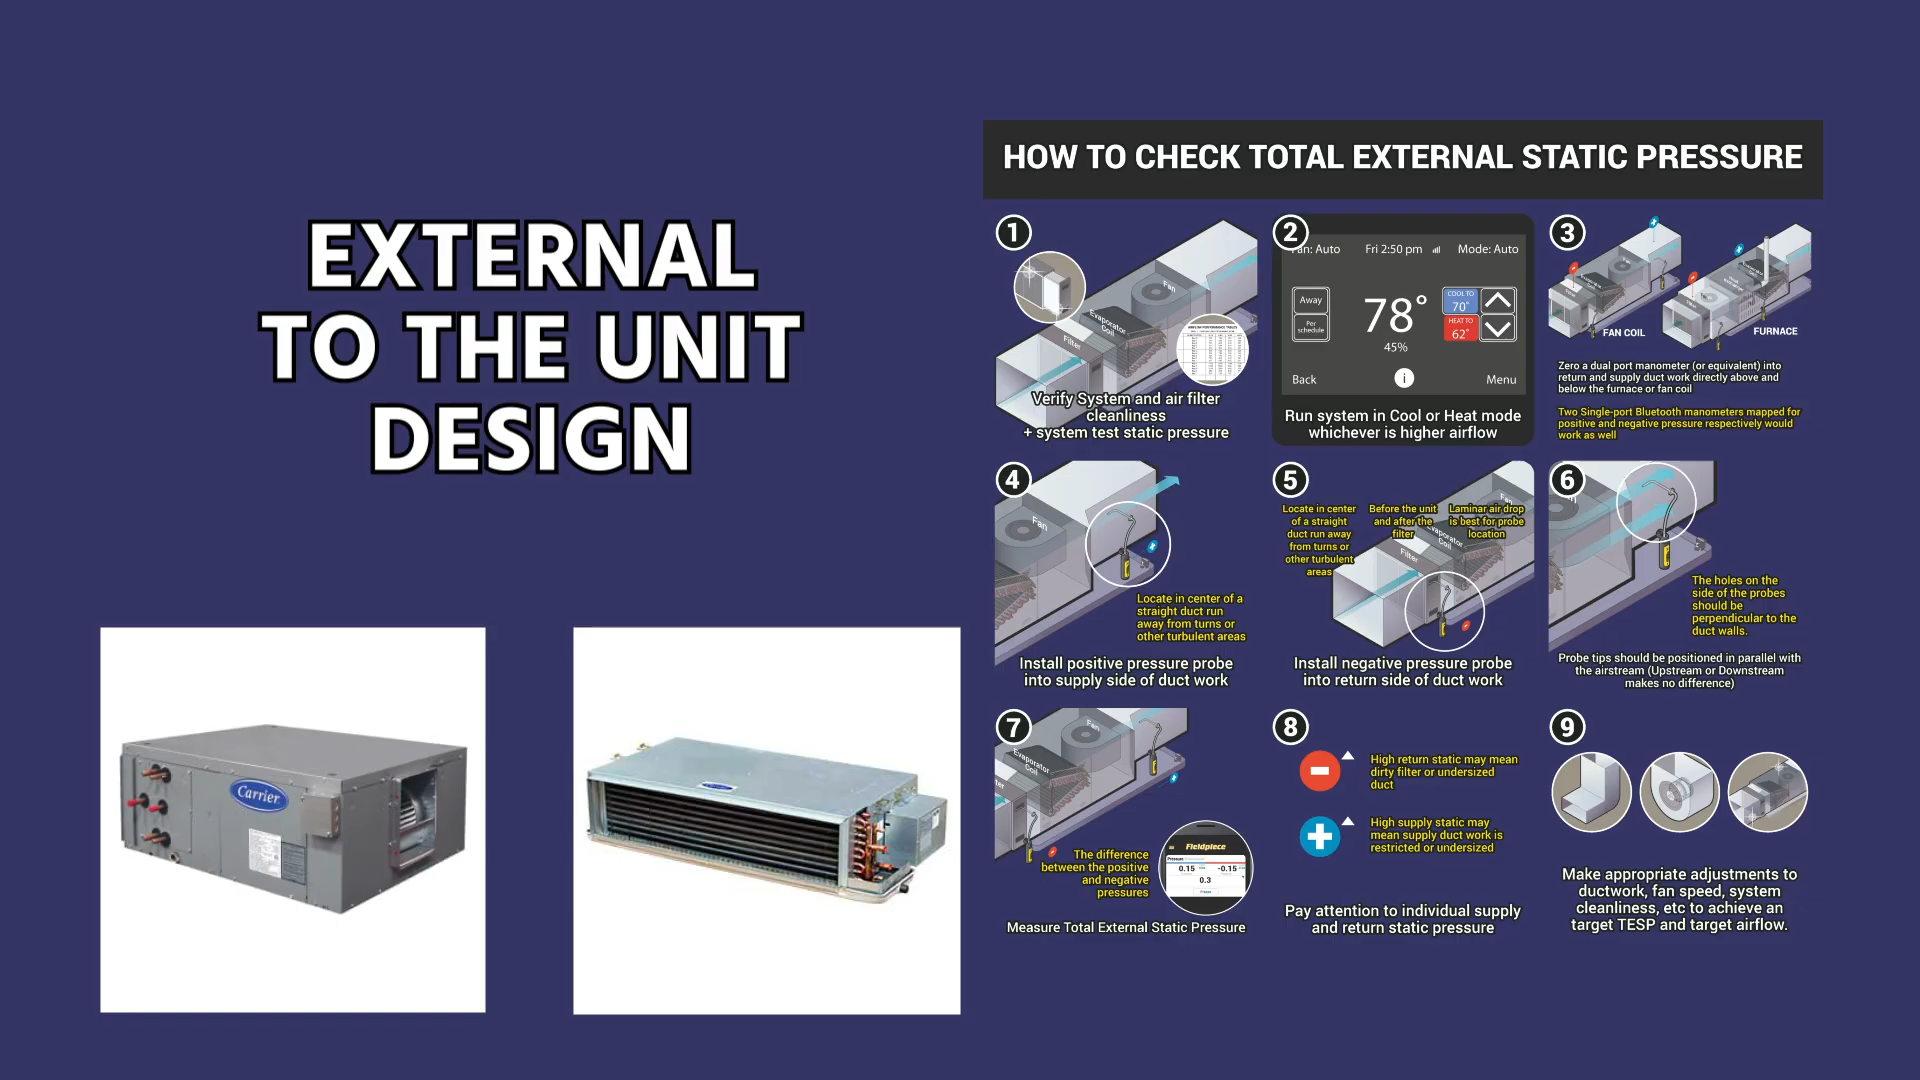 EXTERNAL
TO THE UNIT
DESIGN
Carrier
HOW TO CHECK TOTAL EXTERNAL STATIC PRESSURE
1
Fan
Evaporator
Coil
Filter
AIRFLOW PERFORMANCE TABLES
Verify System and air filter
cleanliness
+ system test static pressure
2
Fan: Auto
Fri 2:50 pm
Mode: Auto
Away
Per
schedule
78°
45%
COOL TO
70°
HEAT TO
62°
Back
i
Menu
Run system in Cool or Heat mode
whichever is higher airflow
3
FAN COIL
FURNACE
Zero a dual port manometer (or equivalent) into
return and supply duct work directly above and
below the furnace or fan coil
Two Single-port Bluetooth manometers mapped for
positive and negative pressure respectively would
work as well
4
Fan
Locate in center of a
straight duct run
away from turns or
other turbulent areas
Install positive pressure probe
into supply side of duct work
5
Locate in center
of a straight
duct run away
from turns or
other turbulent
areas
Before the unit
and after the
filter
Laminar air drop
is best for probe
location
Fan
Evaporator
Coil
Filter
Install negative pressure probe
into return side of duct work
6
The holes on the
side of the probes
should be
perpendicular to the
duct walls.
Probe tips should be positioned in parallel with
the airstream (Upstream or Downstream
makes no difference)
7
Fan
Evaporator
Coil
The difference
between the positive
and negative
pressures
Fieldpiece
Pressure
0.15
-0.15
0.3
Measure Total External Static Pressure
8
High return static may mean
dirty filter or undersized
duct
High supply static may
mean supply duct work is
restricted or undersized
Pay attention to individual supply
and return static pressure
9
Make appropriate adjustments to
ductwork, fan speed, system
cleanliness, etc to achieve an
target TESP and target airflow.